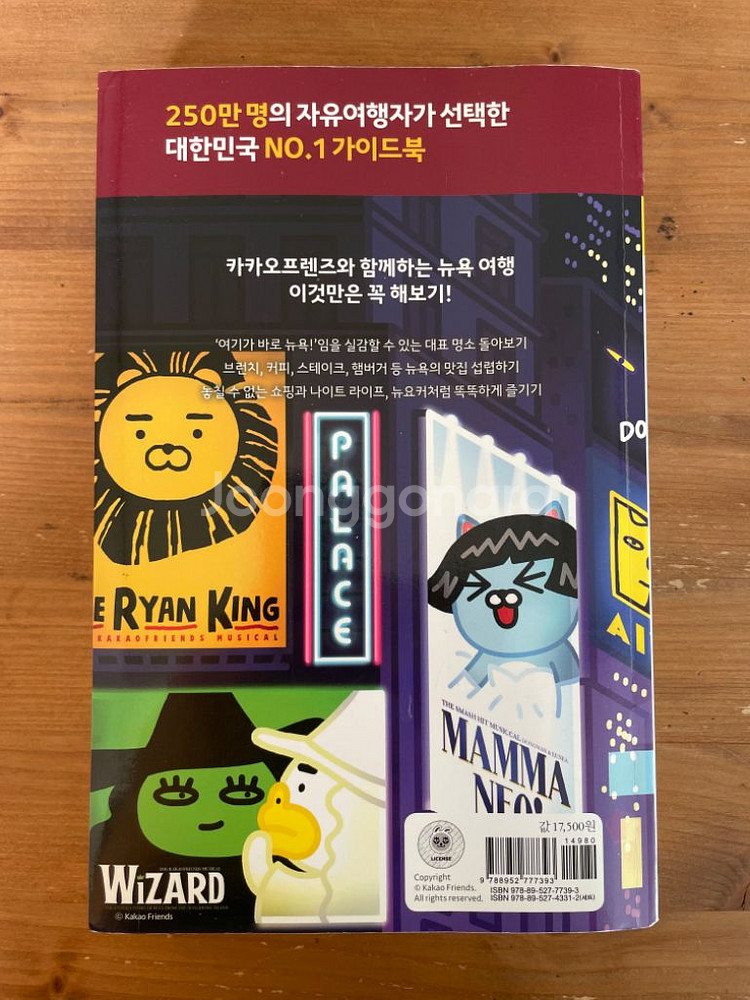 250만 명의 자유여행자가 선택한
대한민국 NO.1 가이드북
카카오프렌즈와 함께하는 뉴욕 여행
이것만은 꼭 해보기!
'여기가 바로 뉴욕!'임을 실감할 수 있는 대표 명소 돌아보기
브런치, 커피, 스테이크, 햄버거 등 뉴욕의 맛집 섭렵하기
놓칠 수 없는 쇼핑과 나이트 라이프, 뉴요커처럼 똑똑하게 즐기기
Joonggonara
PALACE
DO
E RYAN KING
KAKAOFRIENDS MUSICAL
AI
THE SMASH HIT MUSICAL
MAMMA
NEO!
WiZARD
© Kakao Friends
LICENSE
Copyright
© Kakao Friends.
All rights reserved.
값 17,500원
14980
9 788952 777393
ISBN 978-89-527-7739-3
ISBN 978-89-527-4331-2(세트)